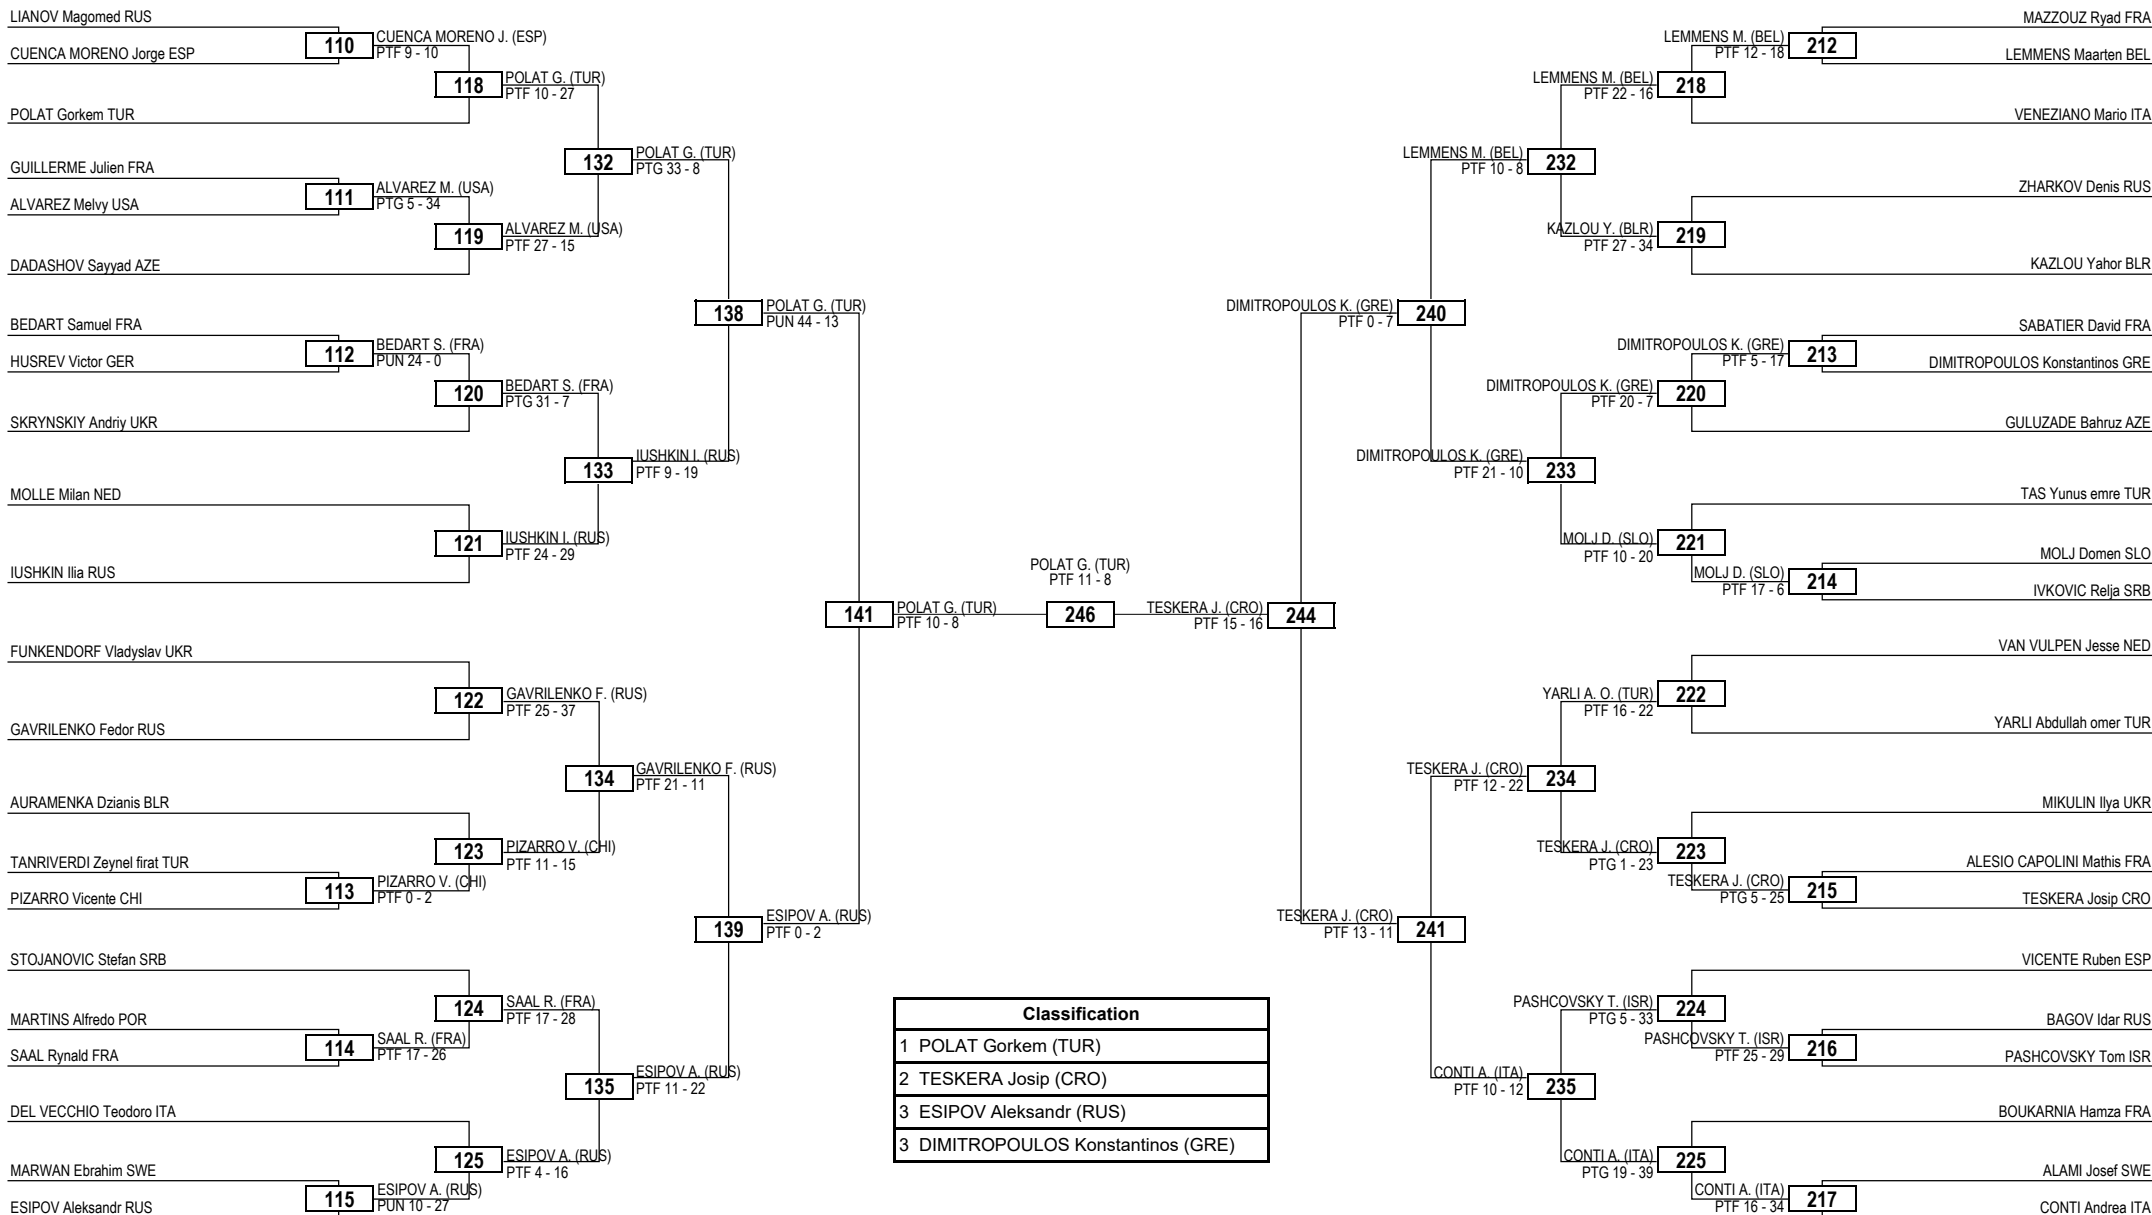 LIANOV Magomed RUS
110
CUENCA MORENO J. (ESP)
PTF 9 - 10
CUENCA MORENO Jorge ESP
118
POLAT G. (TUR)
PTF 10 - 27
POLAT Gorkem TUR
132
POLAT G. (TUR)
PTG 33 - 8
GUILLERME Julien FRA
111
ALVAREZ M. (USA)
PTG 5 - 34
ALVAREZ Melvy USA
119
ALVAREZ M. (USA)
PTF 27 - 15
DADASHOV Sayyad AZE
138
POLAT G. (TUR)
PUN 44 - 13
BEDART Samuel FRA
112
BEDART S. (FRA)
PUN 24 - 0
HUSREV Victor GER
120
BEDART S. (FRA)
PTG 31 - 7
SKRYNSKIY Andriy UKR
133
IUSHKIN I. (RUS)
PTF 9 - 19
MOLLE Milan NED
121
IUSHKIN I. (RUS)
PTF 24 - 29
IUSHKIN Ilia RUS
141
POLAT G. (TUR)
PTF 10 - 8
FUNKENDORF Vladyslav UKR
122
GAVRILENKO F. (RUS)
PTF 25 - 37
GAVRILENKO Fedor RUS
134
GAVRILENKO F. (RUS)
PTF 21 - 11
AURAMENKA Dzianis BLR
123
PIZARRO V. (CHI)
PTF 11 - 15
TANRIVERDI Zeynel firat TUR
113
PIZARRO V. (CHI)
PTF 0 - 2
PIZARRO Vicente CHI
139
ESIPOV A. (RUS)
PTF 0 - 2
STOJANOVIC Stefan SRB
124
SAAL R. (FRA)
PTF 17 - 28
MARTINS Alfredo POR
114
SAAL R. (FRA)
PTF 17 - 26
SAAL Rynald FRA
135
ESIPOV A. (RUS)
PTF 11 - 22
DEL VECCHIO Teodoro ITA
125
ESIPOV A. (RUS)
PTF 4 - 16
MARWAN Ebrahim SWE
115
ESIPOV A. (RUS)
PUN 10 - 27
ESIPOV Aleksandr RUS
POLAT G. (TUR)
PTF 11 - 8
246
MAZZOUZ Ryad FRA
LEMMENS M. (BEL)
PTF 12 - 18
212
LEMMENS Maarten BEL
LEMMENS M. (BEL)
PTF 22 - 16
218
VENEZIANO Mario ITA
LEMMENS M. (BEL)
PTF 10 - 8
232
ZHARKOV Denis RUS
KAZLOU Y. (BLR)
PTF 27 - 34
219
KAZLOU Yahor BLR
DIMITROPOULOS K. (GRE)
PTF 0 - 7
240
SABATIER David FRA
DIMITROPOULOS K. (GRE)
PTF 5 - 17
213
DIMITROPOULOS Konstantinos GRE
DIMITROPOULOS K. (GRE)
PTF 20 - 7
220
GULUZADE Bahruz AZE
DIMITROPOULOS K. (GRE)
PTF 21 - 10
233
TAS Yunus emre TUR
MOLJ D. (SLO)
PTF 10 - 20
221
MOLJ Domen SLO
MOLJ D. (SLO)
PTF 17 - 6
214
IVKOVIC Relja SRB
TESKERA J. (CRO)
PTF 15 - 16
244
VAN VULPEN Jesse NED
YARLI A. O. (TUR)
PTF 16 - 22
222
YARLI Abdullah omer TUR
TESKERA J. (CRO)
PTF 12 - 22
234
MIKULIN Ilya UKR
TESKERA J. (CRO)
PTG 1 - 23
223
ALESIO CAPOLINI Mathis FRA
TESKERA J. (CRO)
PTG 5 - 25
215
TESKERA Josip CRO
TESKERA J. (CRO)
PTF 13 - 11
241
VICENTE Ruben ESP
PASHCOVSKY T. (ISR)
PTG 5 - 33
224
BAGOV Idar RUS
PASHCOVSKY T. (ISR)
PTF 25 - 29
216
PASHCOVSKY Tom ISR
CONTI A. (ITA)
PTF 10 - 12
235
BOUKARNIA Hamza FRA
CONTI A. (ITA)
PTG 19 - 39
225
ALAMI Josef SWE
CONTI A. (ITA)
PTF 16 - 34
217
CONTI Andrea ITA
Classification
1 POLAT Gorkem (TUR)
2 TESKERA Josip (CRO)
3 ESIPOV Aleksandr (RUS)
3 DIMITROPOULOS Konstantinos (GRE)